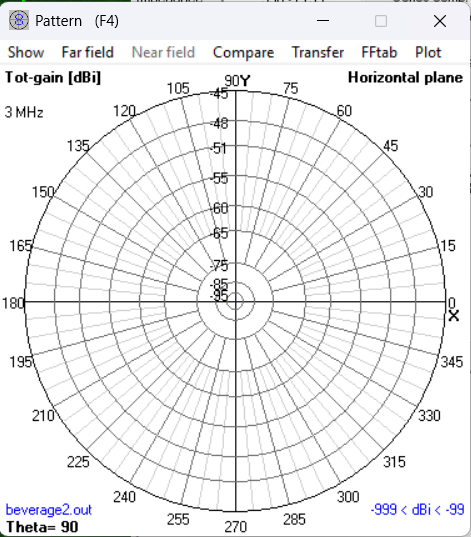 Pattern (F4)
Show Far field Near field Compare Transfer FFtab Plot
Tot-gain [dBi] Horizontal plane
3 MHz
90 Y
105 75
120 60
135 45
150 30
165 15
180 0
X
195 345
210 330
225 315
240 300
255 285
270
-45
-48
-51
-55
-60
-65
-75
-85
-95
beverage2.out -999 < dBi < -99
Theta= 90